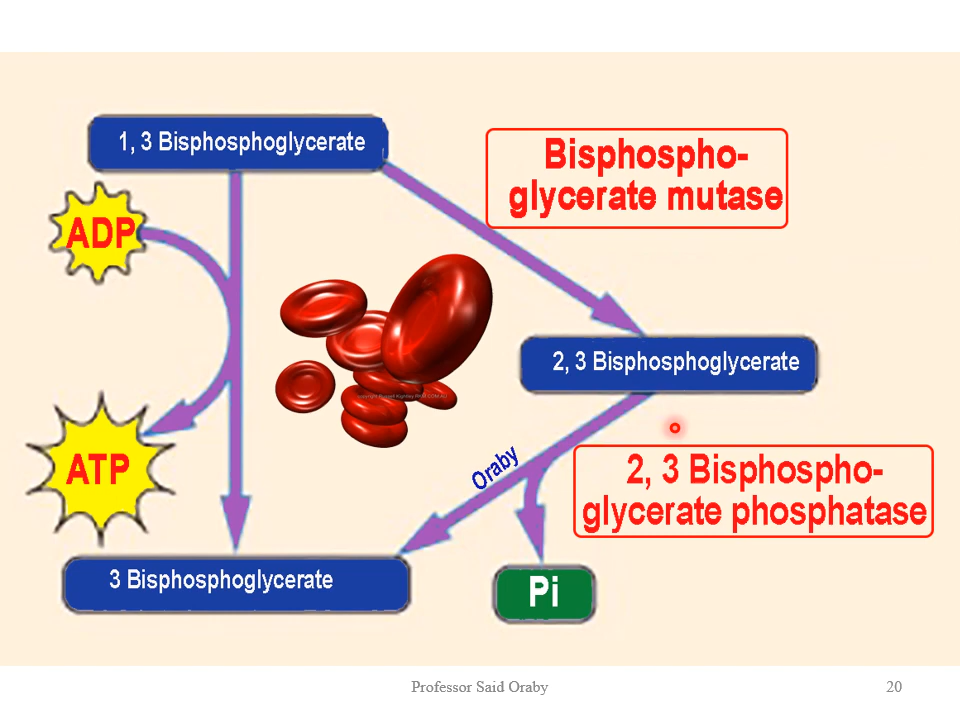 1, 3 Bisphosphoglycerate
Bisphospho-
glycerate mutase
ADP
2, 3 Bisphosphoglycerate
ATP
Oraby
2, 3 Bisphospho-
glycerate phosphatase
3 Bisphosphoglycerate
Pi
Professor Said Oraby
20